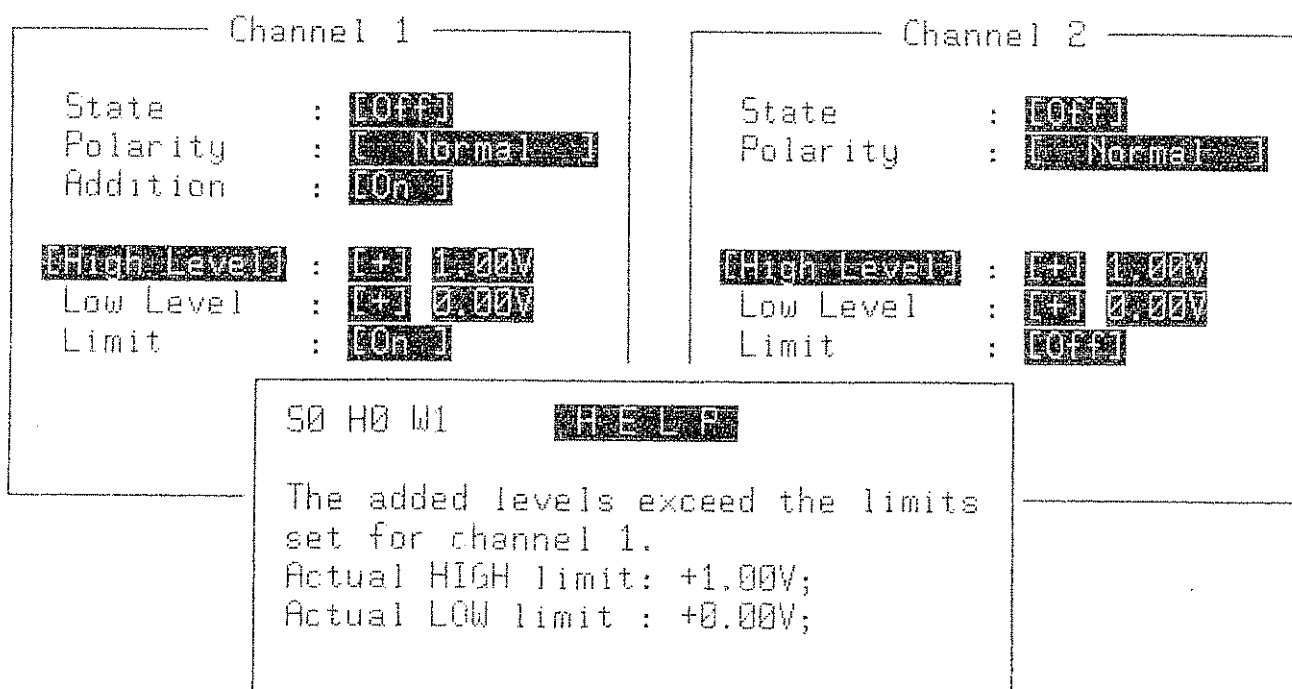 Channel 1
State : [Off]
Polarity : [ Normal ]
Addition : [On ]
[High Level] : [+] 1.00V
Low Level : [+] 0.00V
Limit : [On ]
Channel 2
State : [Off]
Polarity : [ Normal ]
[High Level] : [+] 1.00V
Low Level : [+] 0.00V
Limit : [Off]
S0 H0 W1 H E L P
The added levels exceed the limits
set for channel 1.
Actual HIGH limit: +1.00V;
Actual LOW limit : +0.00V;